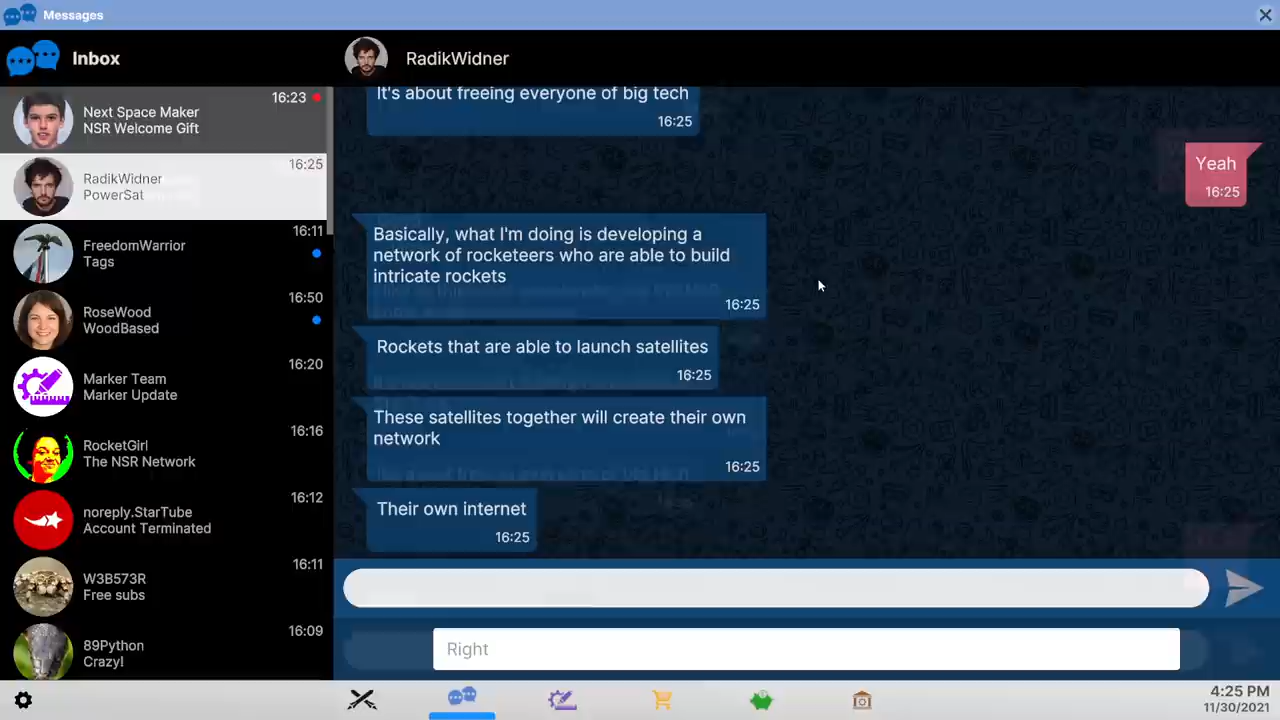 Messages
Inbox
RadikWidner
16:23
Next Space Maker
NSR Welcome Gift
16:25
RadikWidner
PowerSat
16:11
FreedomWarrior
Tags
16:50
RoseWood
WoodBased
16:20
Marker Team
Marker Update
16:16
RocketGirl
The NSR Network
16:12
noreply.StarTube
Account Terminated
16:11
W3B573R
Free subs
16:09
89Python
Crazy!
It's about freeing everyone of big tech
16:25
Yeah
16:25
Basically, what I'm doing is developing a
network of rocketeers who are able to build
intricate rockets
16:25
Rockets that are able to launch satellites
16:25
These satellites together will create their own
network
16:25
Their own internet
16:25
Right
4:25 PM
11/30/2021